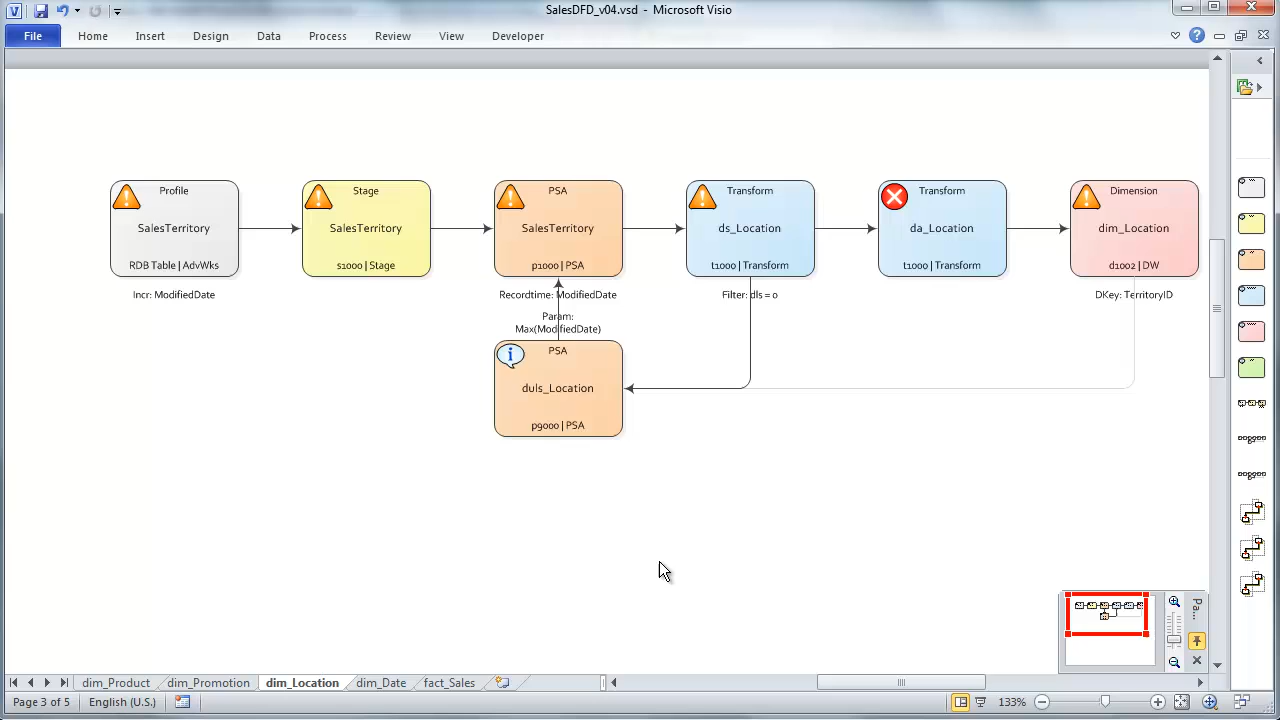 SalesDFD_v04.vsd - Microsoft Visio
File Home Insert Design Data Process Review View Developer
Profile
SalesTerritory
RDB Table | AdvWks
Incr: ModifiedDate
Stage
SalesTerritory
s1000 | Stage
PSA
SalesTerritory
p1000 | PSA
Recordtime: ModifiedDate
Param:
Max(ModifiedDate)
Transform
ds_Location
t1000 | Transform
Filter: dls = 0
Transform
da_Location
t1000 | Transform
Dimension
dim_Location
d1002 | DW
DKey: TerritoryID
PSA
duls_Location
p9000 | PSA
Pa...
dim_Product dim_Promotion dim_Location dim_Date fact_Sales
Page 3 of 5 English (U.S.) 133%